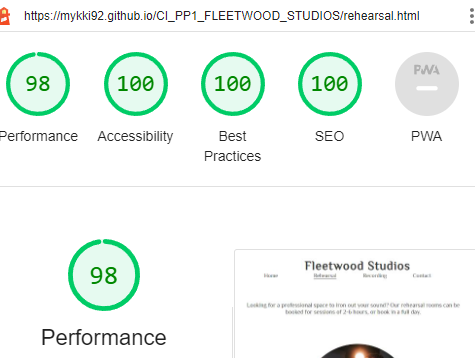 https://mykki92.github.io/CI_PP1_FLEETWOOD_STUDIOS/rehearsal.html
98
100
100
100
PWA
Performance
Accessibility
Best
Practices
SEO
PWA
98
Performance
Fleetwood Studios
Home
Rehearsal
Recording
Contact
Looking for a professional space to iron out your sound? Our rehearsal rooms can be
booked for sessions of 2-6 hours, or book in a full day.